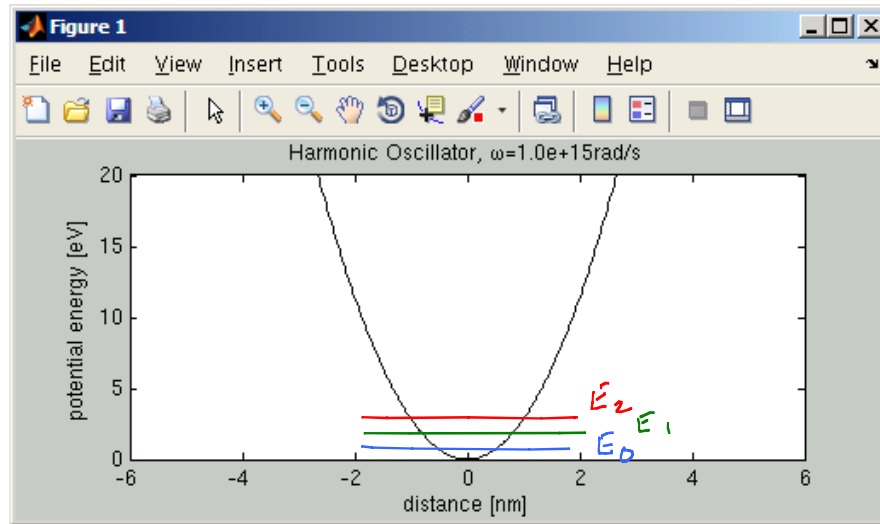 Figure 1
File Edit View Insert Tools Desktop Window Help
Harmonic Oscillator, ω=1.0e+15rad/s
20
15
10
5
0
potential energy [eV]
E2
E1
E0
-6 -4 -2 0 2 4 6
distance [nm]